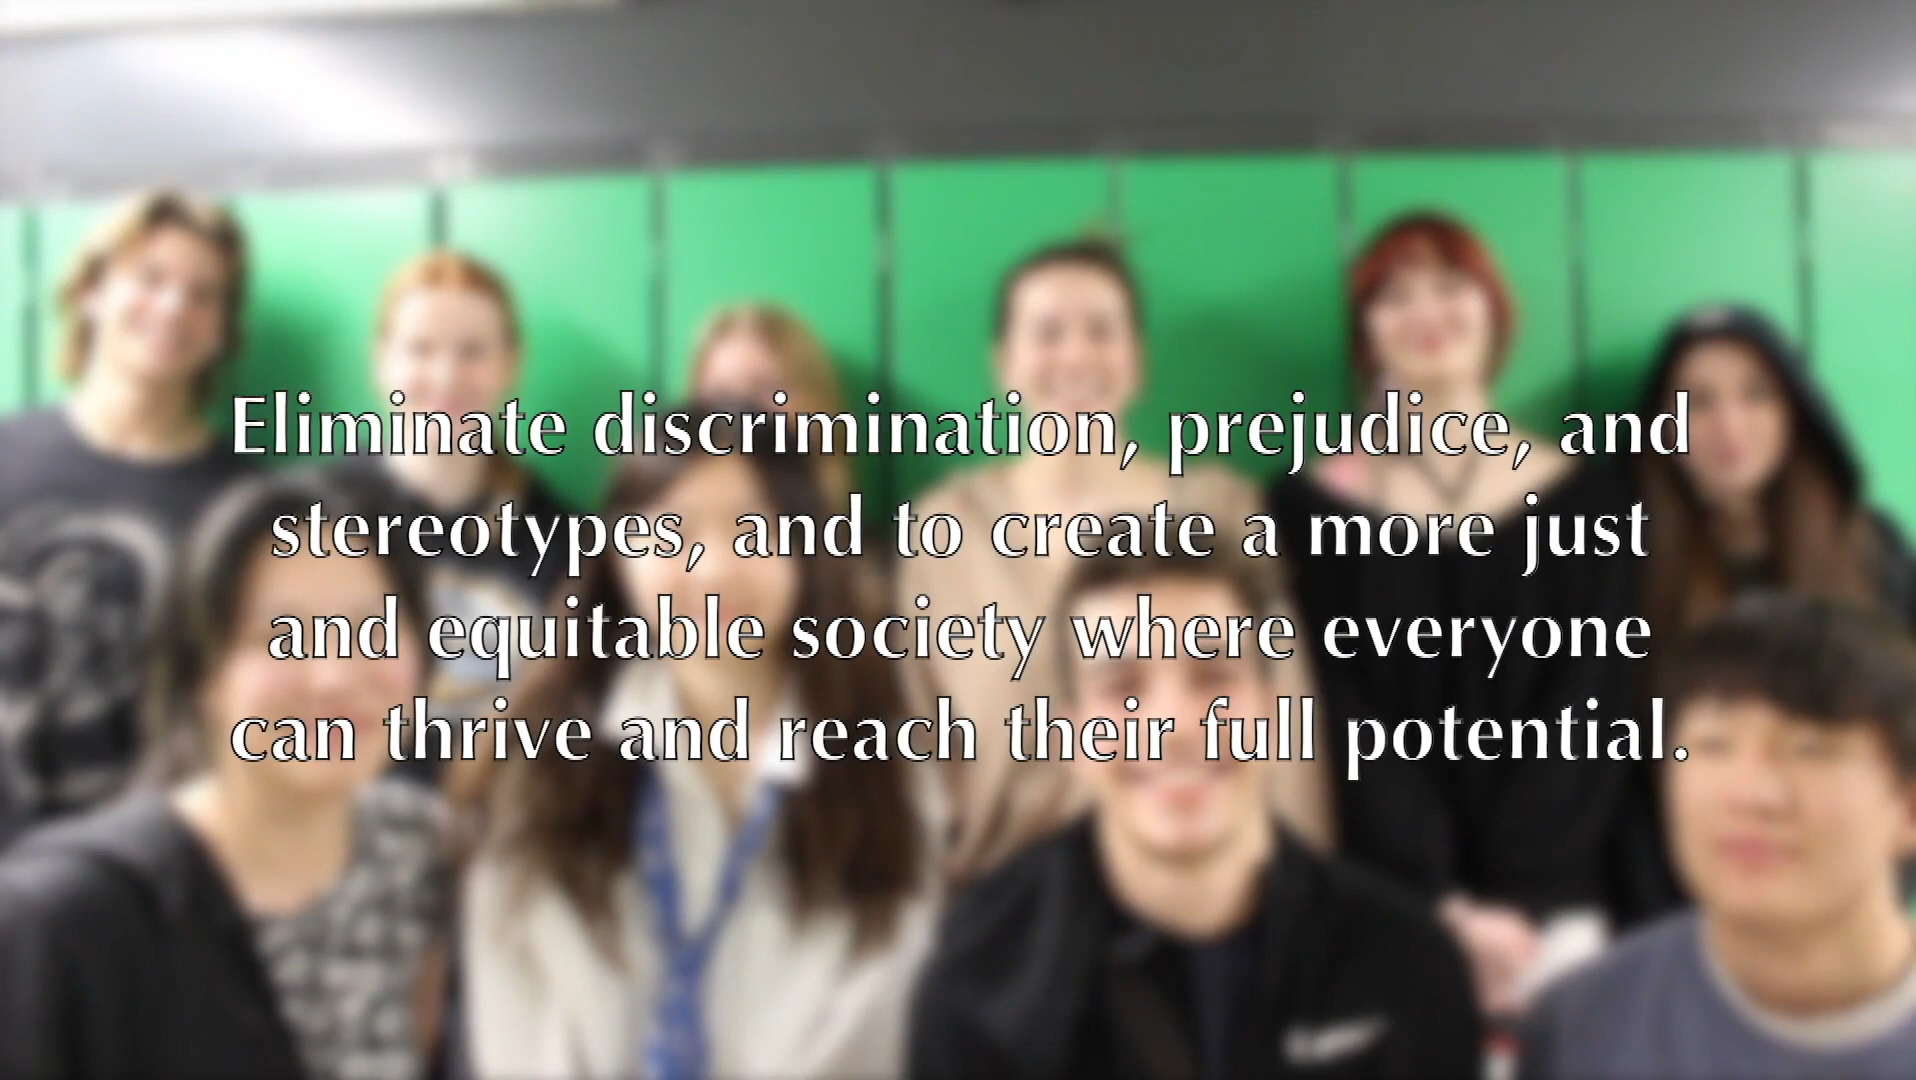 Eliminate discrimination, prejudice, and
stereotypes, and to create a more just
and equitable society where everyone
can thrive and reach their full potential.